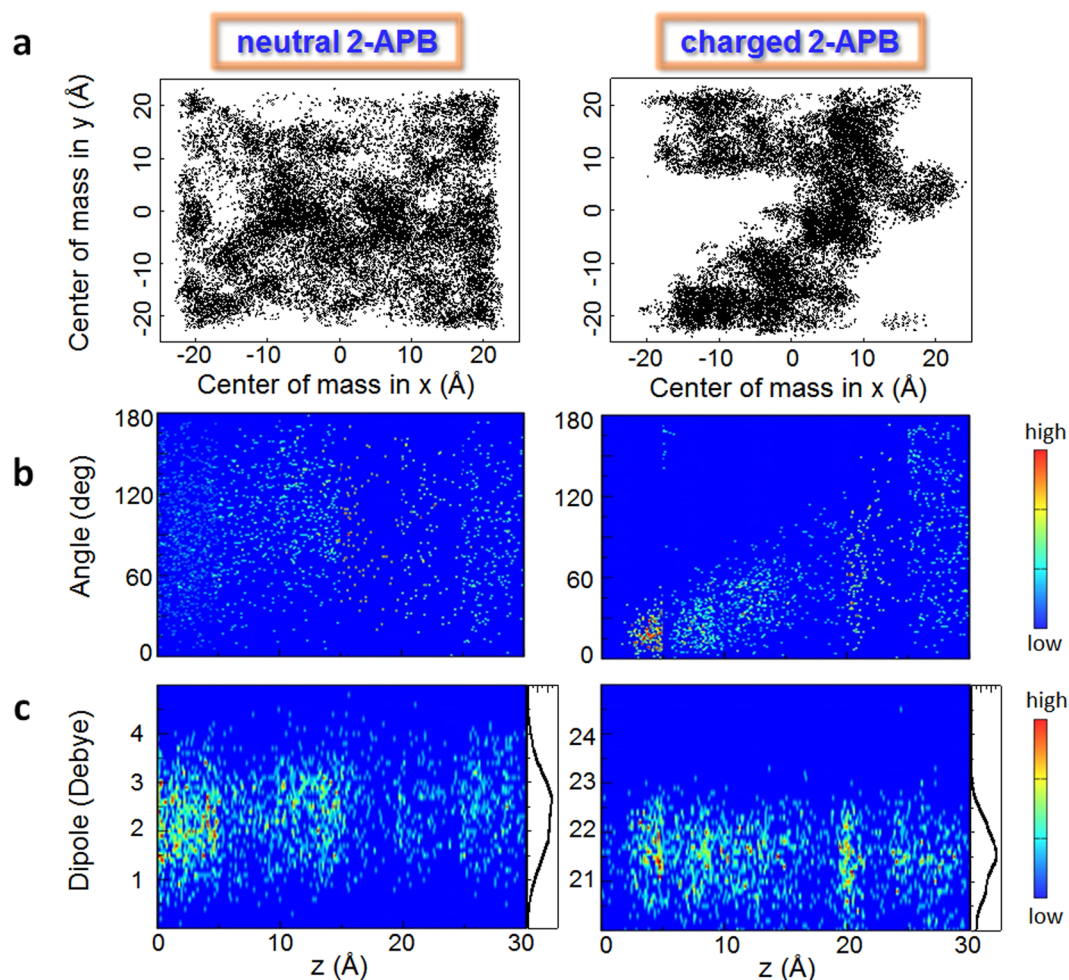 neutral 2-APB
charged 2-APB
a
Center of mass in y (Å)
20
10
0
-10
-20
-20
-10
0
10
20
Center of mass in x (Å)
20
10
0
-10
-20
-20
-10
0
10
20
Center of mass in x (Å)
b
Angle (deg)
180
120
60
0
180
120
60
0
high
low
c
Dipole (Debye)
4
3
2
1
0
10
20
30
z (Å)
24
23
22
21
0
10
20
30
z (Å)
high
low